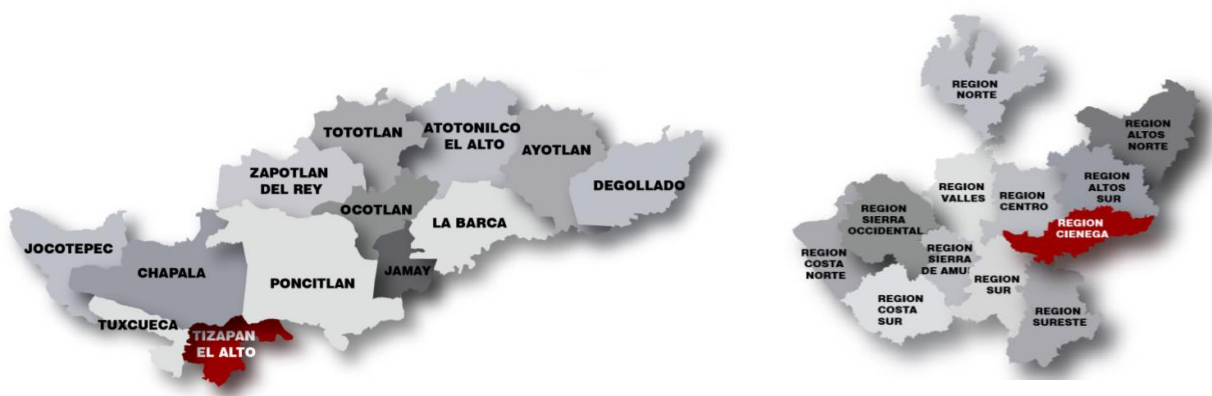 TOTOTLAN
ATOTONILCO
EL ALTO
AYOTLAN
ZAPOTLAN
DEL REY
DEGOLLADO
OCOTLAN
LA BARCA
JOCOTEPEC
CHAPALA
PONCITLAN
JAMAY
TUXCUECA
TIZAPAN
EL ALTO
REGION
NORTE
REGION
ALTOS
NORTE
REGION
VALLES
REGION
CENTRO
REGION
ALTOS
SUR
REGION
SIERRA
OCCIDENTAL
REGION
CIENEGA
REGION
COSTA
NORTE
REGION
SIERRA
DE AMU
REGION
SUR
REGION
COSTA
SUR
REGION
SURESTE